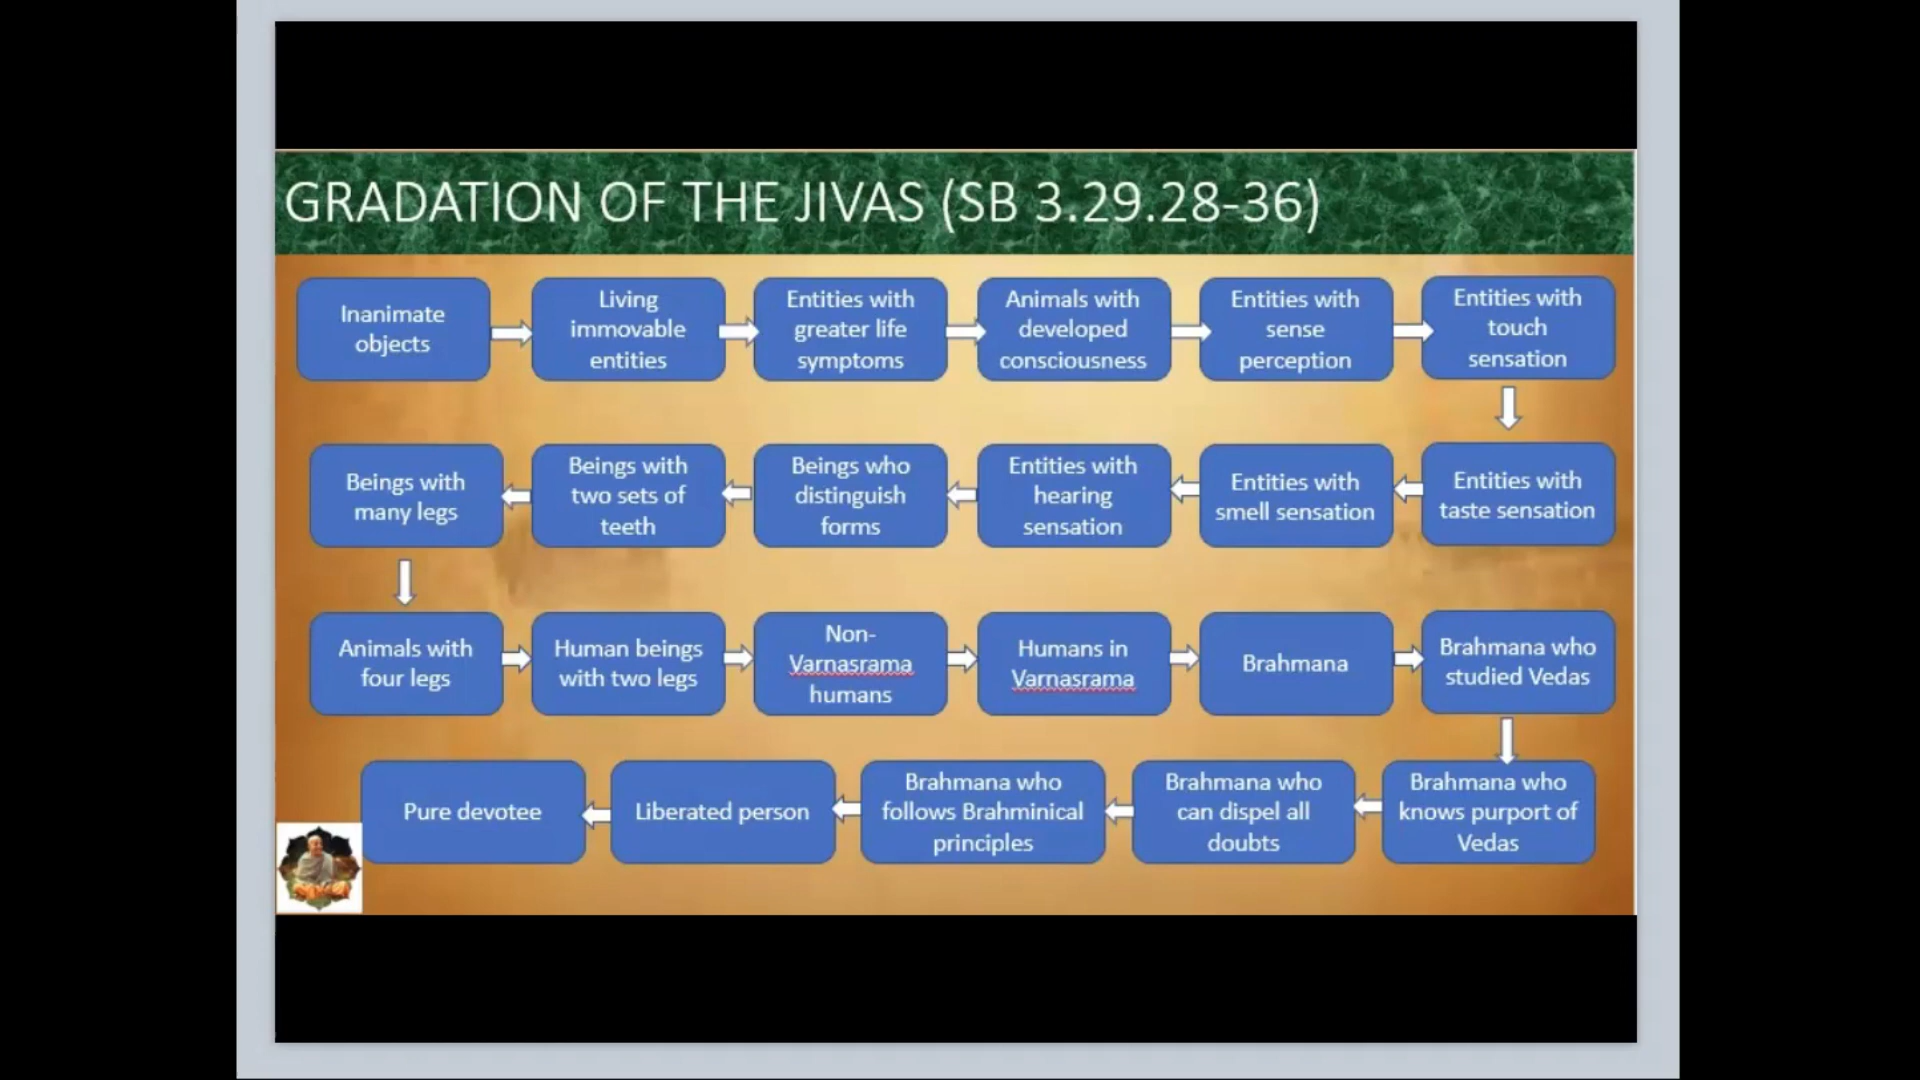 GRADATION OF THE JIVAS (SB 3.29.28-36)
Inanimate
objects
Living
immovable
entities
Entities with
greater life
symptoms
Animals with
developed
consciousness
Entities with
sense
perception
Entities with
touch
sensation
Entities with
taste sensation
Entities with
smell sensation
Entities with
hearing
sensation
Beings who
distinguish
forms
Beings with
two sets of
teeth
Beings with
many legs
Animals with
four legs
Human beings
with two legs
Non-
Varnasrama
humans
Humans in
Varnasrama
Brahmana
Brahmana who
studied Vedas
Brahmana who
knows purport of
Vedas
Brahmana who
can dispel all
doubts
Brahmana who
follows Brahminical
principles
Liberated person
Pure devotee